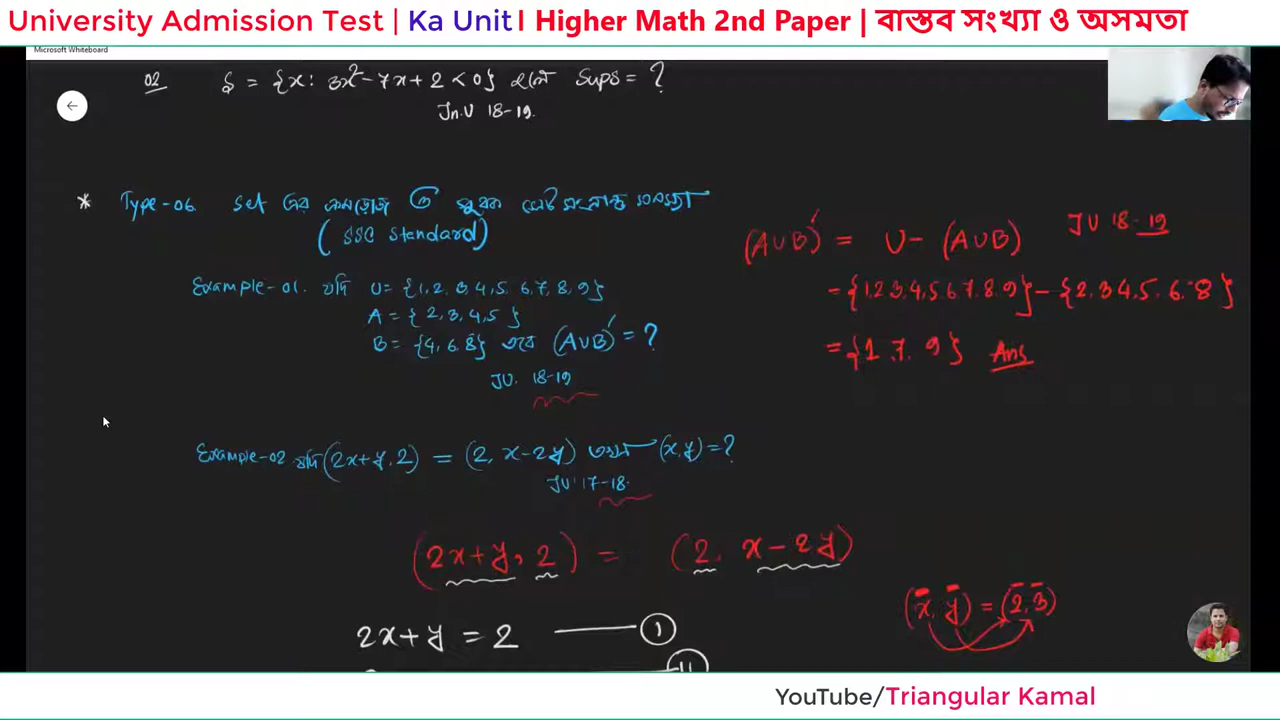 University Admission Test | Ka Unit। Higher Math 2nd Paper | বাস্তব সংখ্যা ও অসমতা
Microsoft Whiteboard
02 S = {x: 3x²-7x+2<0} হলে Sups = ?
Jn.U 18-19.
* Type-06 Set এর ও সংক্রান্ত সমস্যা
(SSC Standard)
Example-01. যদি U = {1,2,3,4,5,6,7,8,9}
A = {2,3,4,5}
B = {4,6,8} তবে (A∪B)′ = ?
JU. 18-19
(A∪B)′ = U - (A∪B) JU 18-19
= {1,2,3,4,5,6,7,8,9} - {2,3,4,5,6,8}
= {1,7,9} Ans
Example-02 যদি (2x+y, 2) = (2, x-2y) তখন (x,y) = ?
JU 17-18.
(2x+y, 2) = (2, x-2y)
(x, y) = (2, 3)
2x+y = 2 ——— ①
YouTube/Triangular Kamal